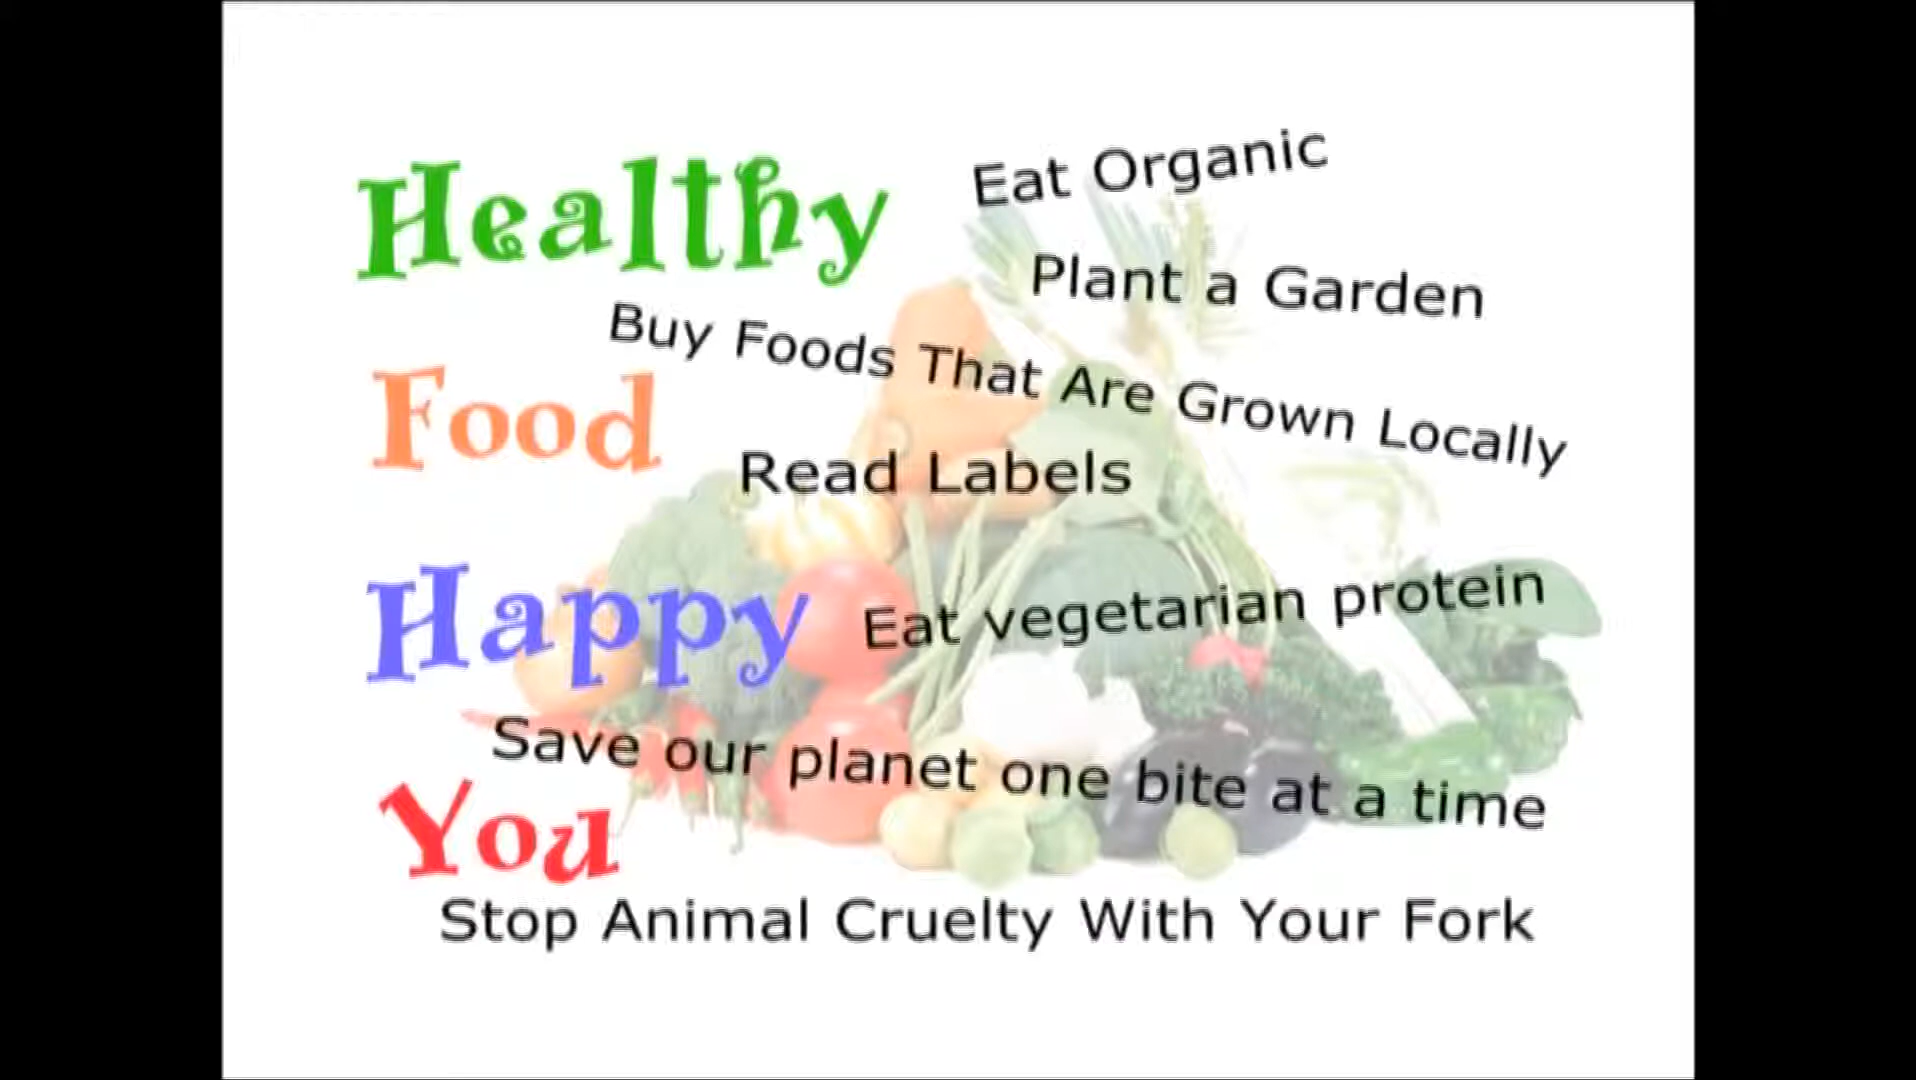 Healthy
Eat Organic
Plant a Garden
Buy Foods That Are Grown Locally
Food
Read Labels
Happy
Eat vegetarian protein
Save our planet one bite at a time
You
Stop Animal Cruelty With Your Fork